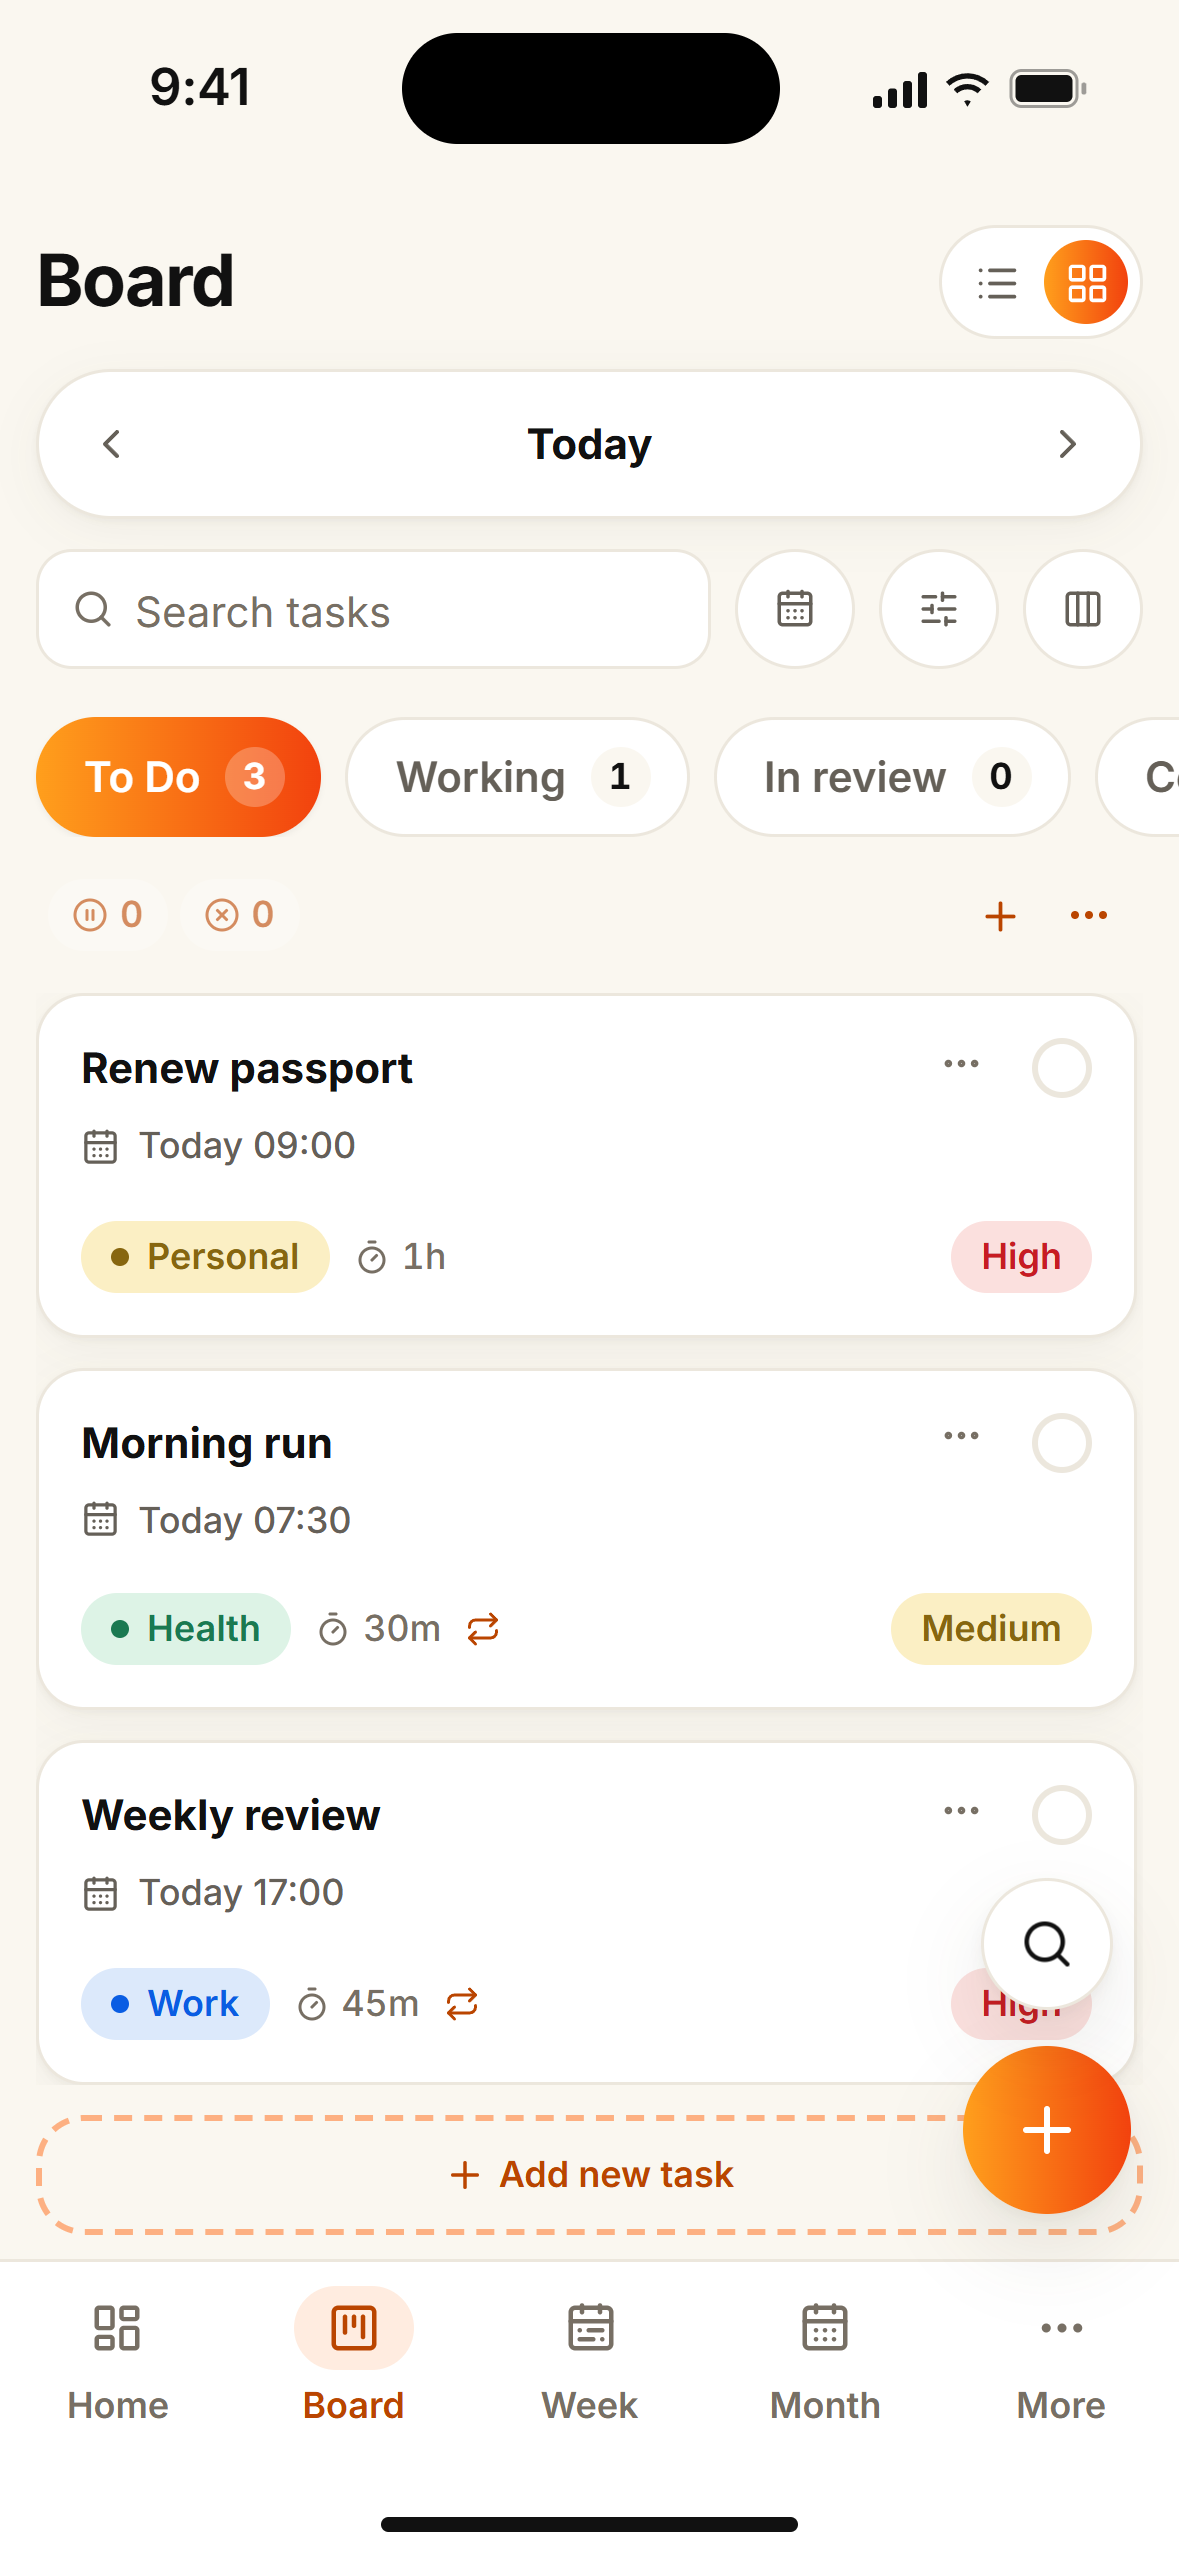 9:41
Board
Today
Search tasks
To Do 3
Working 1
In review 0
0
0
Renew passport
Today 09:00
Personal
1h
High
Morning run
Today 07:30
Health
30m
Medium
Weekly review
Today 17:00
Work
45m
High
Add new task
Home
Board
Week
Month
More